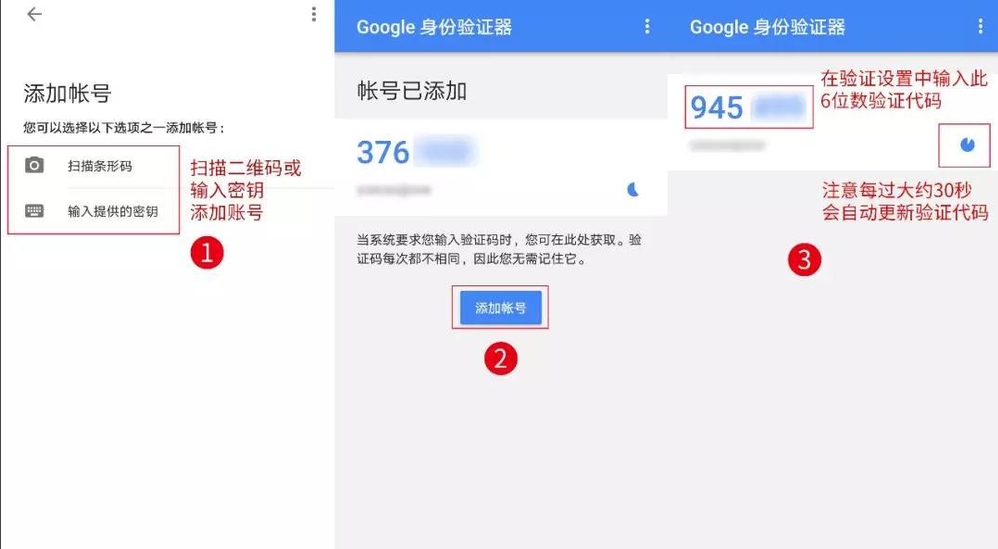 添加帐号
您可以选择以下选项之一添加帐号：
扫描条形码
输入提供的密钥
扫描二维码或
输入密钥
添加账号
1
Google 身份验证器
帐号已添加
376
当系统要求您输入验证码时，您可在此处获取。验
证码每次都不相同，因此您无需记住它。
添加帐号
2
Google 身份验证器
945
在验证设置中输入此
6位数验证代码
注意每过大约30秒
会自动更新验证代码
3